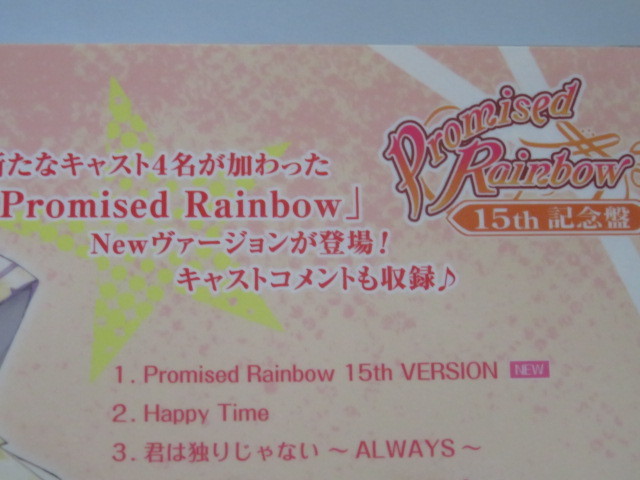 Promised
Rainbow
15th 記念盤
新たなキャスト4名が加わった
Promised Rainbow」
Newヴァージョンが登場!
キャストコメントも収録♪
1. Promised Rainbow 15th VERSION NEW
2. Happy Time
3. 君は独りじゃない ~ ALWAYS ~